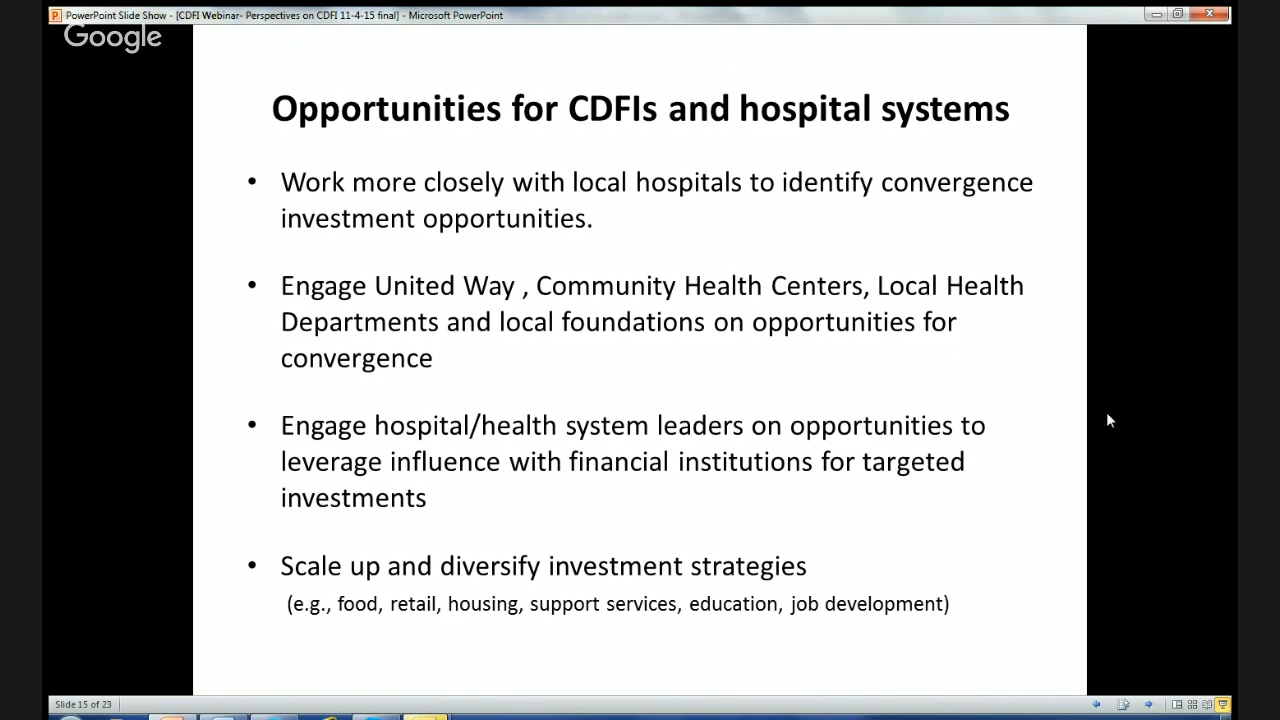 PowerPoint Slide Show - [CDFI Webinar- Perspectives on CDFI 11-4-15 final] - Microsoft PowerPoint
Google
Opportunities for CDFIs and hospital systems
• Work more closely with local hospitals to identify convergence
investment opportunities.
• Engage United Way , Community Health Centers, Local Health
Departments and local foundations on opportunities for
convergence
• Engage hospital/health system leaders on opportunities to
leverage influence with financial institutions for targeted
investments
• Scale up and diversify investment strategies
(e.g., food, retail, housing, support services, education, job development)
Slide 15 of 23